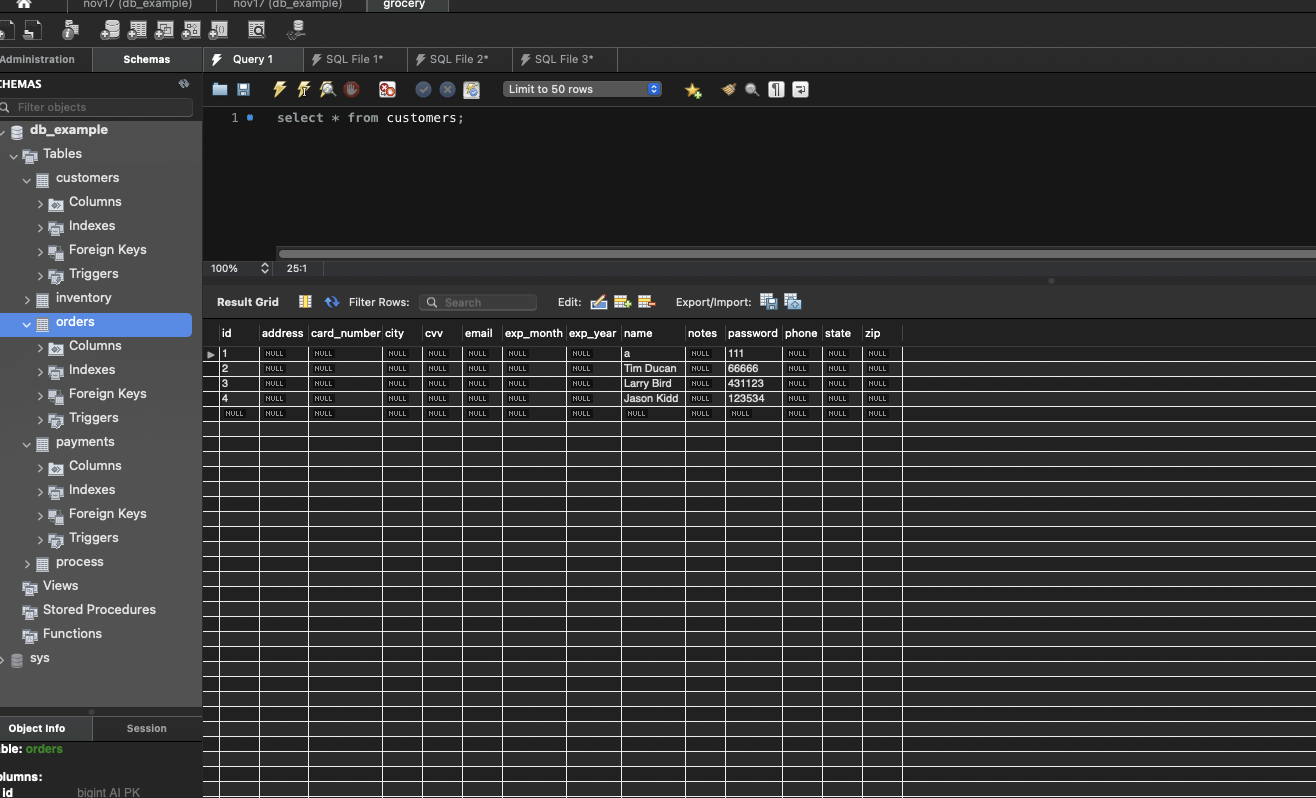 nov17 (db_example) nov17 (db_example) grocery
Administration Schemas Query 1 SQL File 1* SQL File 2* SQL File 3*
HEMAS
Filter objects
Limit to 50 rows
1 select * from customers;
db_example
Tables
customers
Columns
Indexes
Foreign Keys
Triggers
inventory
orders
Columns
Indexes
Foreign Keys
Triggers
payments
Columns
Indexes
Foreign Keys
Triggers
process
Views
Stored Procedures
Functions
sys
Object Info Session
ble: orders
olumns:
id bigint AI PK
100% 25:1
Result Grid Filter Rows: Search Edit: Export/Import:
id address card_number city cvv email exp_month exp_year name notes password phone state zip
1 NULL NULL NULL NULL NULL NULL NULL a NULL 111 NULL NULL NULL
2 NULL NULL NULL NULL NULL NULL NULL Tim Ducan NULL 66666 NULL NULL NULL
3 NULL NULL NULL NULL NULL NULL NULL Larry Bird NULL 431123 NULL NULL NULL
4 NULL NULL NULL NULL NULL NULL NULL Jason Kidd NULL 123534 NULL NULL NULL
NULL NULL NULL NULL NULL NULL NULL NULL NULL NULL NULL NULL NULL NULL